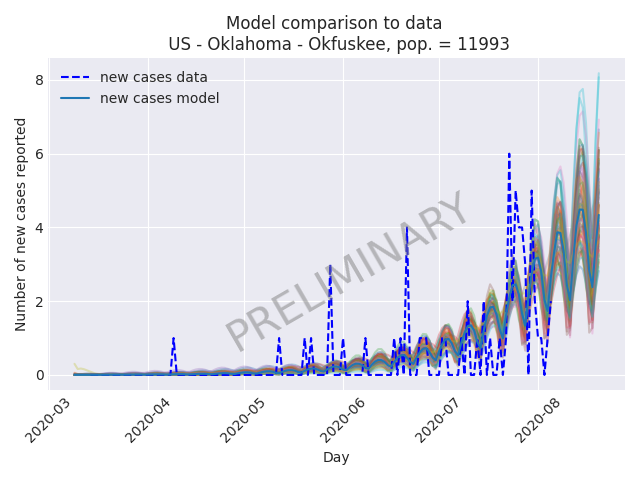 Model comparison to data
US - Oklahoma - Okfuskee, pop. = 11993
new cases data
new cases model
Number of new cases reported
8
6
4
2
0
PRELIMINARY
2020-03
2020-04
2020-05
2020-06
2020-07
2020-08
Day